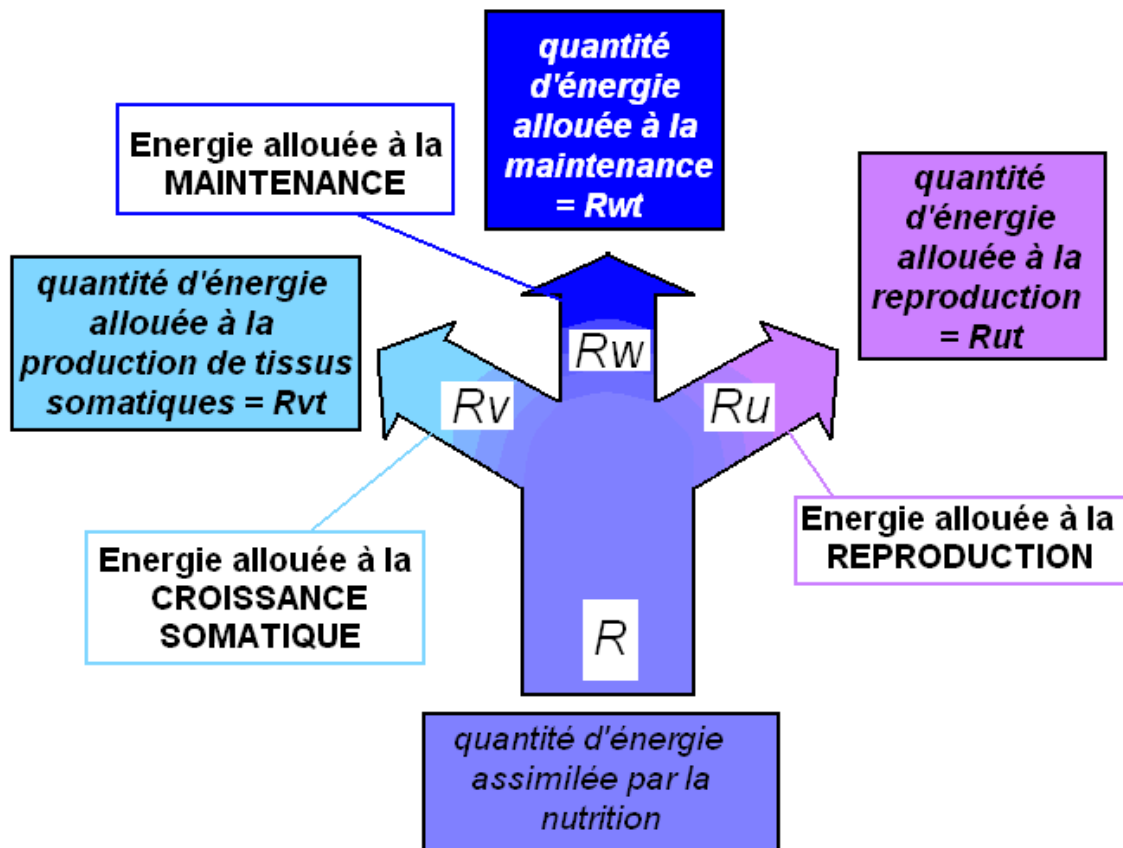 quantité
d'énergie
allouée à la
maintenance
= Rwt
Energie allouée à la
MAINTENANCE
quantité
d'énergie
allouée à la
reproduction
= Rut
quantité d'énergie
allouée à la
production de tissus
somatiques = Rvt
Rw
Rv
Ru
Energie allouée à la
CROISSANCE
SOMATIQUE
Energie allouée à la
REPRODUCTION
R
quantité d'énergie
assimilée par la
nutrition